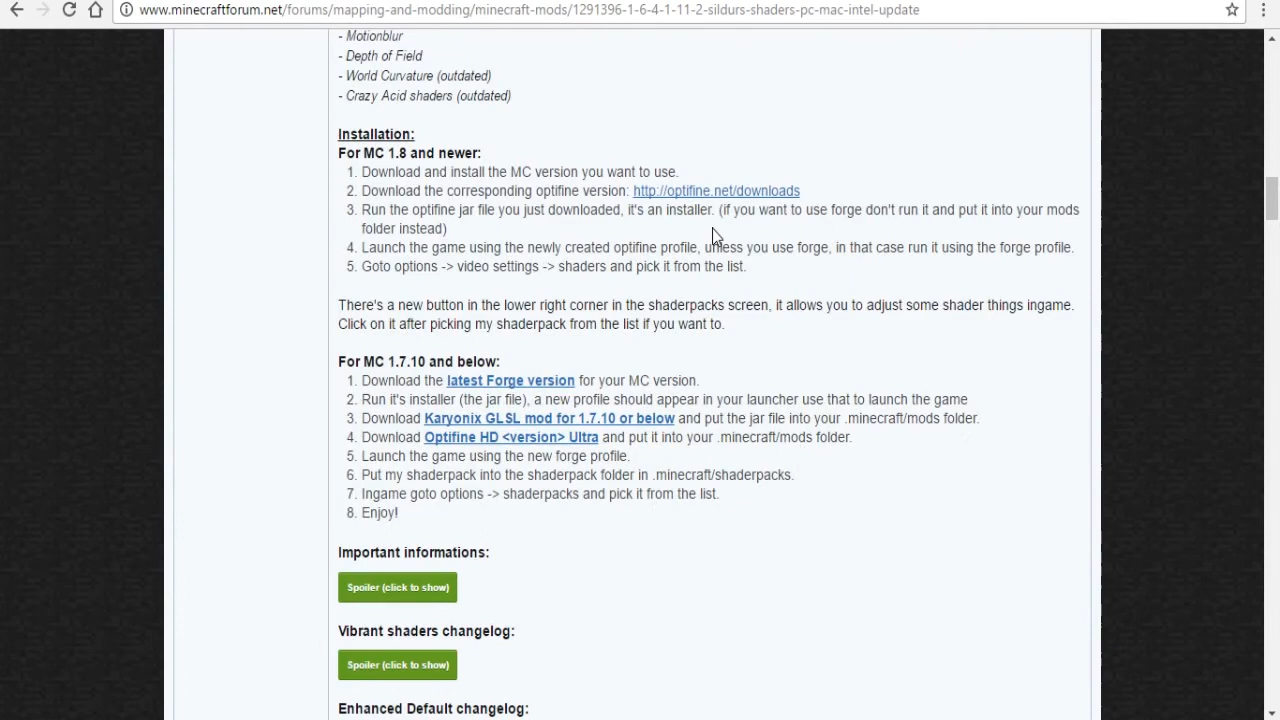 www.minecraftforum.net/forums/mapping-and-modding/minecraft-mods/1291396-1-6-4-1-11-2-sildurs-shaders-pc-mac-intel-update
- Motionblur
- Depth of Field
- World Curvature (outdated)
- Crazy Acid shaders (outdated)
Installation:
For MC 1.8 and newer:
1. Download and install the MC version you want to use.
2. Download the corresponding optifine version: http://optifine.net/downloads
3. Run the optifine jar file you just downloaded, it's an installer. (if you want to use forge don't run it and put it into your mods
folder instead)
4. Launch the game using the newly created optifine profile, unless you use forge, in that case run it using the forge profile.
5. Goto options -> video settings -> shaders and pick it from the list.
There's a new button in the lower right corner in the shaderpacks screen, it allows you to adjust some shader things ingame.
Click on it after picking my shaderpack from the list if you want to.
For MC 1.7.10 and below:
1. Download the latest Forge version for your MC version.
2. Run it's installer (the jar file), a new profile should appear in your launcher use that to launch the game
3. Download Karyonix GLSL mod for 1.7.10 or below and put the jar file into your .minecraft/mods folder.
4. Download Optifine HD <version> Ultra and put it into your .minecraft/mods folder.
5. Launch the game using the new forge profile.
6. Put my shaderpack into the shaderpack folder in .minecraft/shaderpacks.
7. Ingame goto options -> shaderpacks and pick it from the list.
8. Enjoy!
Important informations:
Spoiler (click to show)
Vibrant shaders changelog:
Spoiler (click to show)
Enhanced Default changelog: